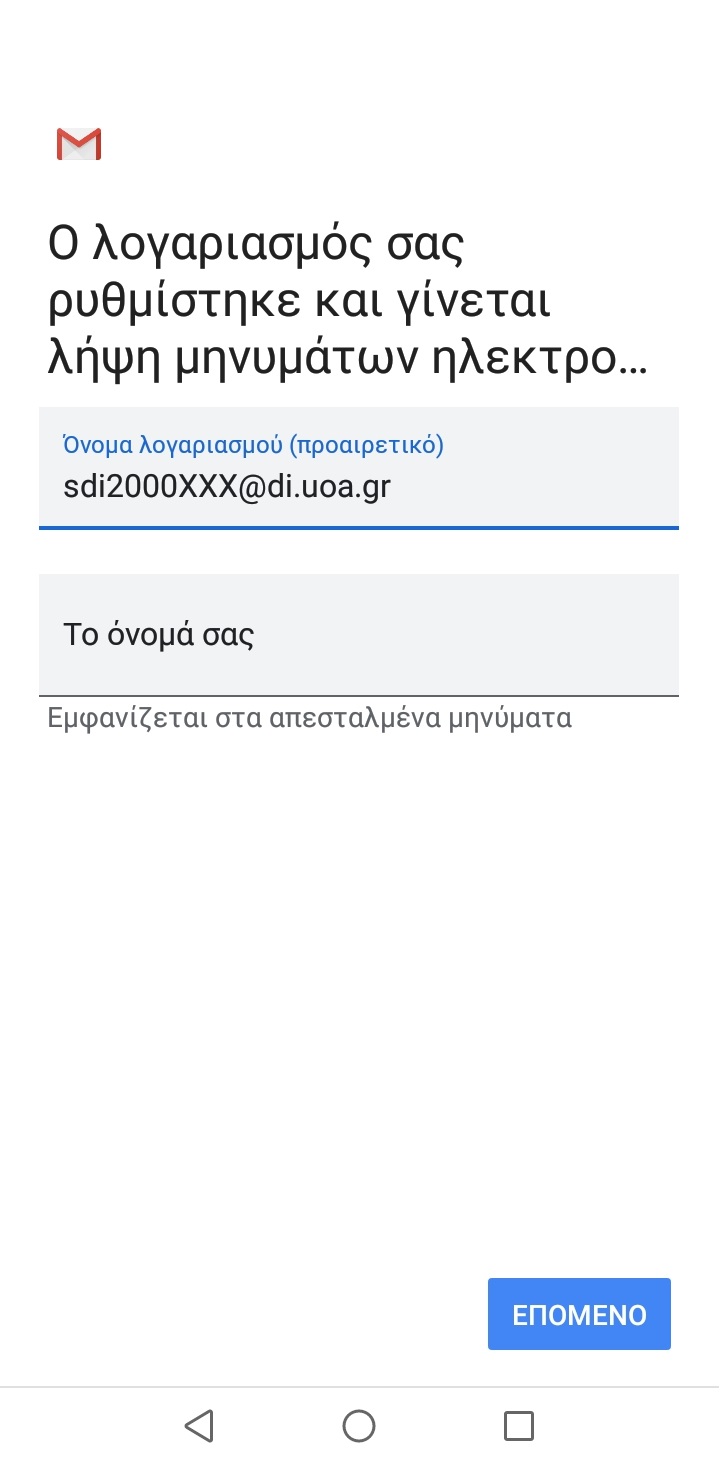 Ο λογαριασμός σας
ρυθμίστηκε και γίνεται
λήψη μηνυμάτων ηλεκτρο...
Όνομα λογαριασμού (προαιρετικό)
sdi2000XXX@di.uoa.gr
Το όνομά σας
Εμφανίζεται στα απεσταλμένα μηνύματα
ΕΠΟΜΕΝΟ